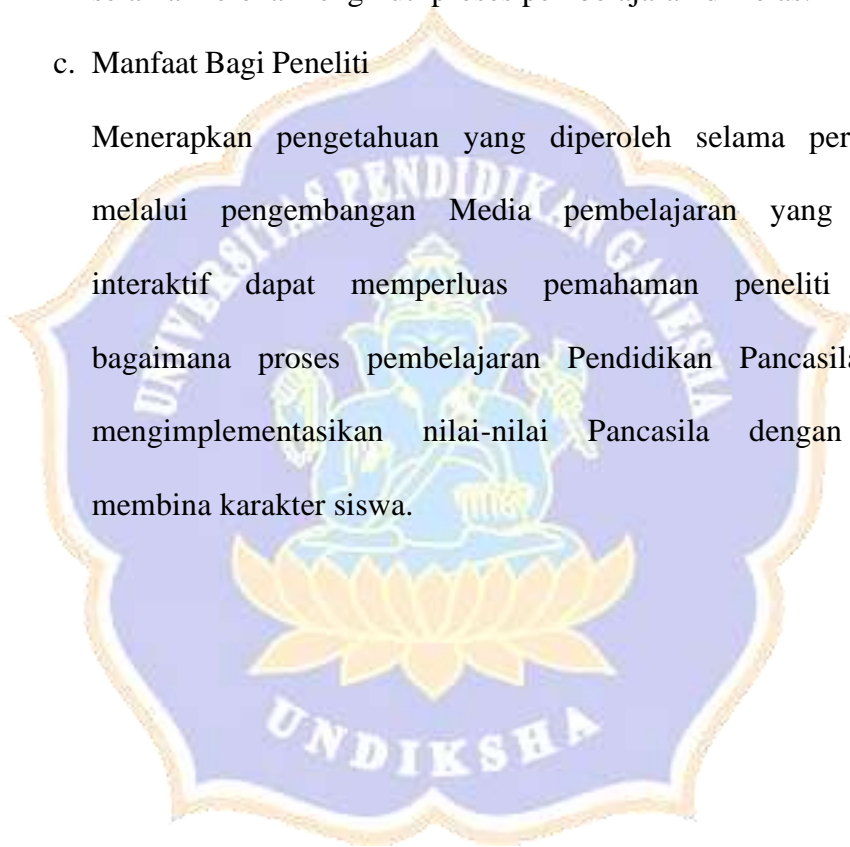 c. Manfaat Bagi Peneliti
Menerapkan pengetahuan yang diperoleh selama
melalui pengembangan Media pembelajaran yang
interaktif dapat memperluas pemahaman peneliti
bagaimana proses pembelajaran Pendidikan Pancasila
mengimplementasikan nilai-nilai Pancasila dengan
membina karakter siswa.
UNIVERSITAS PENDIDIKAN GANESHA
UNDIKSHA